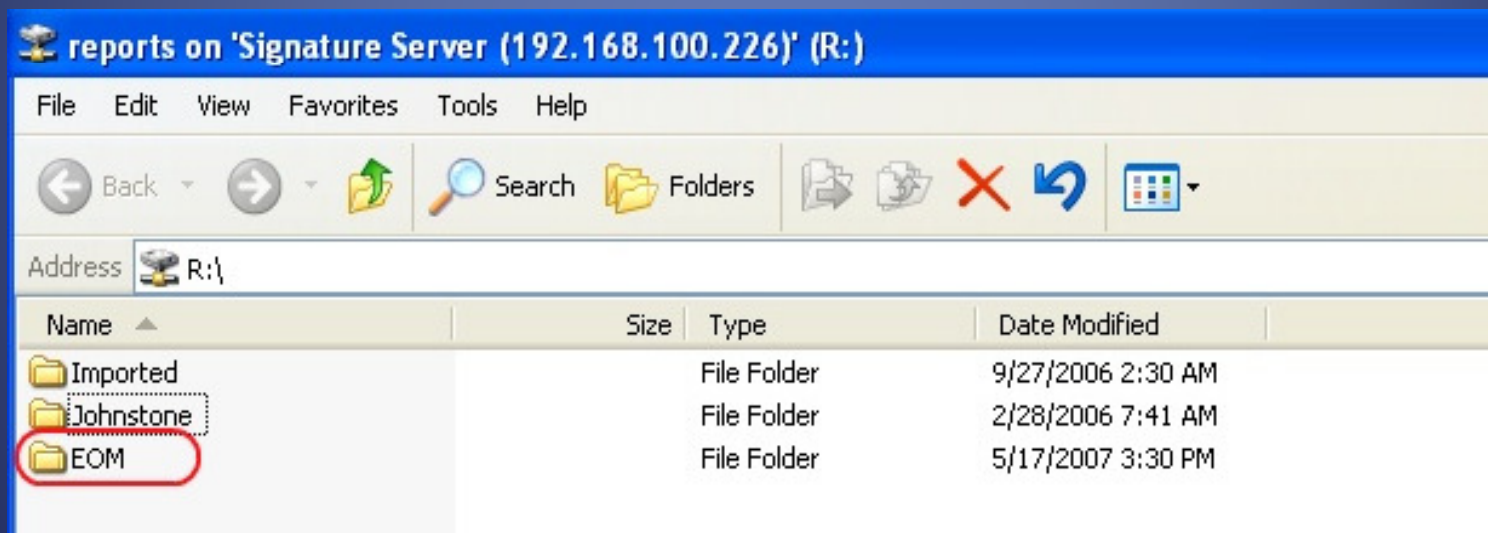 reports on 'Signature Server (192.168.100.226)' (R:)
File Edit View Favorites Tools Help
Back Search Folders
Address R:\
Name Size Type Date Modified
Imported File Folder 9/27/2006 2:30 AM
Johnstone File Folder 2/28/2006 7:41 AM
EOM File Folder 5/17/2007 3:30 PM